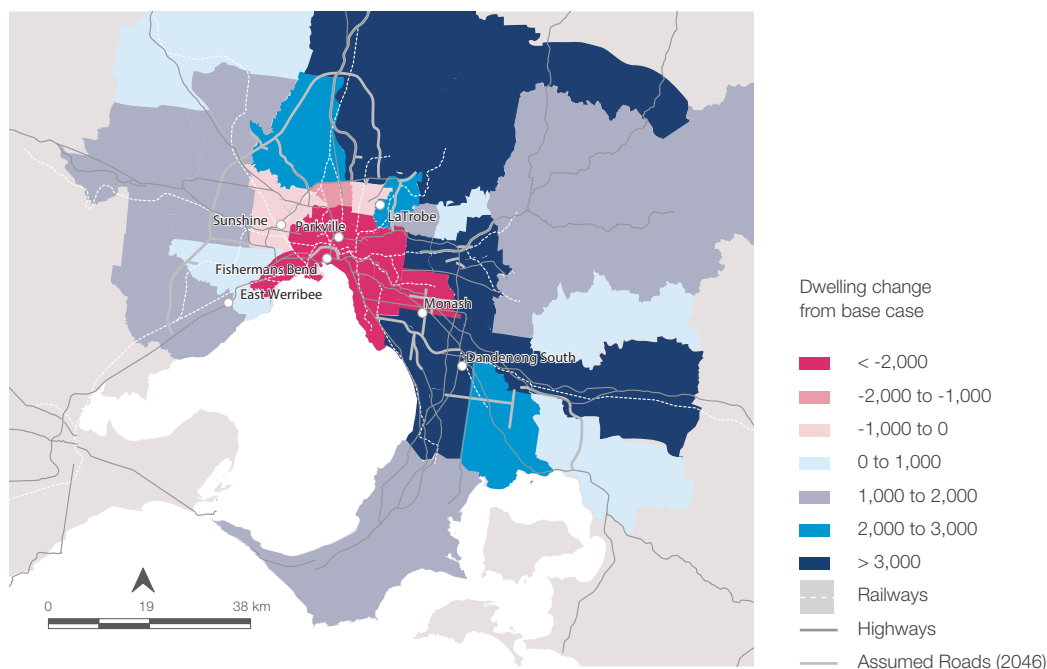 Sunshine
Parkville
LaTrobe
Fishermans Bend
East Werribee
Monash
Dandenong South
0 19 38 km
Dwelling change
from base case
< -2,000
-2,000 to -1,000
-1,000 to 0
0 to 1,000
1,000 to 2,000
2,000 to 3,000
> 3,000
Railways
Highways
Assumed Roads (2046)